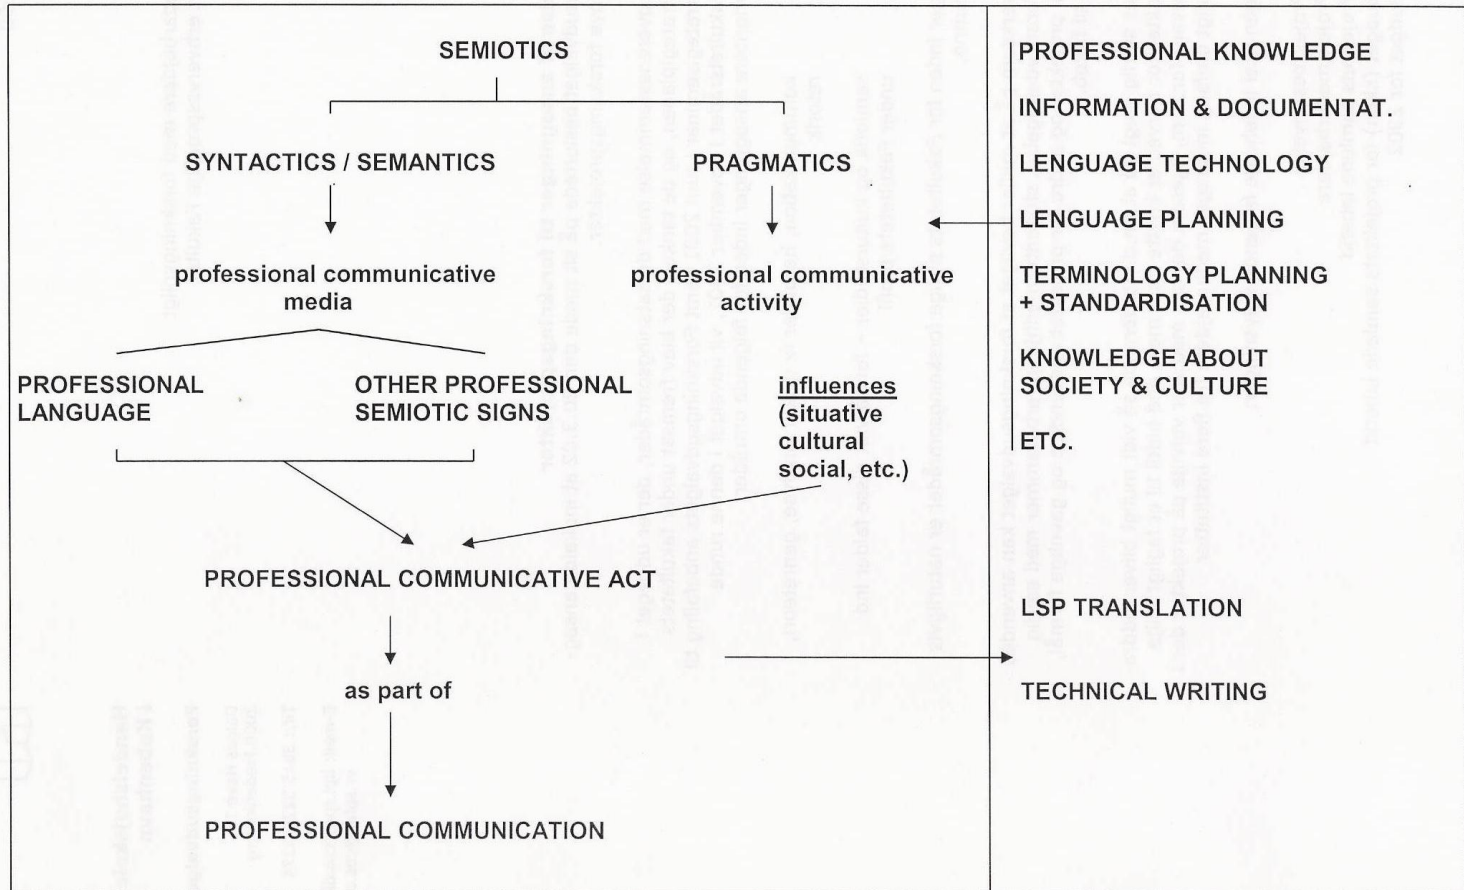 SEMIOTICS
SYNTACTICS / SEMANTICS
PRAGMATICS
professional communicative
media
professional communicative
activity
PROFESSIONAL
LANGUAGE
OTHER PROFESSIONAL
SEMIOTIC SIGNS
influences
(situative
cultural
social, etc.)
PROFESSIONAL COMMUNICATIVE ACT
as part of
PROFESSIONAL COMMUNICATION
PROFESSIONAL KNOWLEDGE
INFORMATION & DOCUMENTAT.
LENGUAGE TECHNOLOGY
LENGUAGE PLANNING
TERMINOLOGY PLANNING
+ STANDARDISATION
KNOWLEDGE ABOUT
SOCIETY & CULTURE
ETC.
LSP TRANSLATION
TECHNICAL WRITING